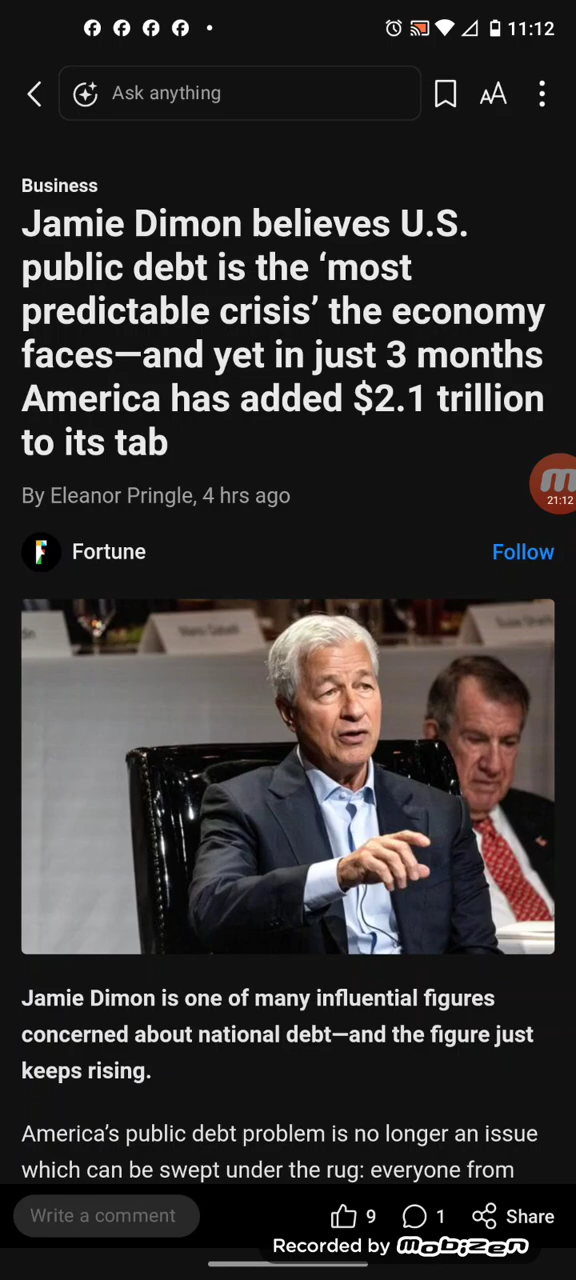 11:12
Ask anything
AA
Business
Jamie Dimon believes U.S.
public debt is the ‘most
predictable crisis’ the economy
faces—and yet in just 3 months
America has added $2.1 trillion
to its tab
By Eleanor Pringle, 4 hrs ago
21:12
Fortune
Follow
Jamie Dimon is one of many influential figures
concerned about national debt—and the figure just
keeps rising.
America’s public debt problem is no longer an issue
which can be swept under the rug: everyone from
Write a comment
9
1
Share
Recorded by mobizen